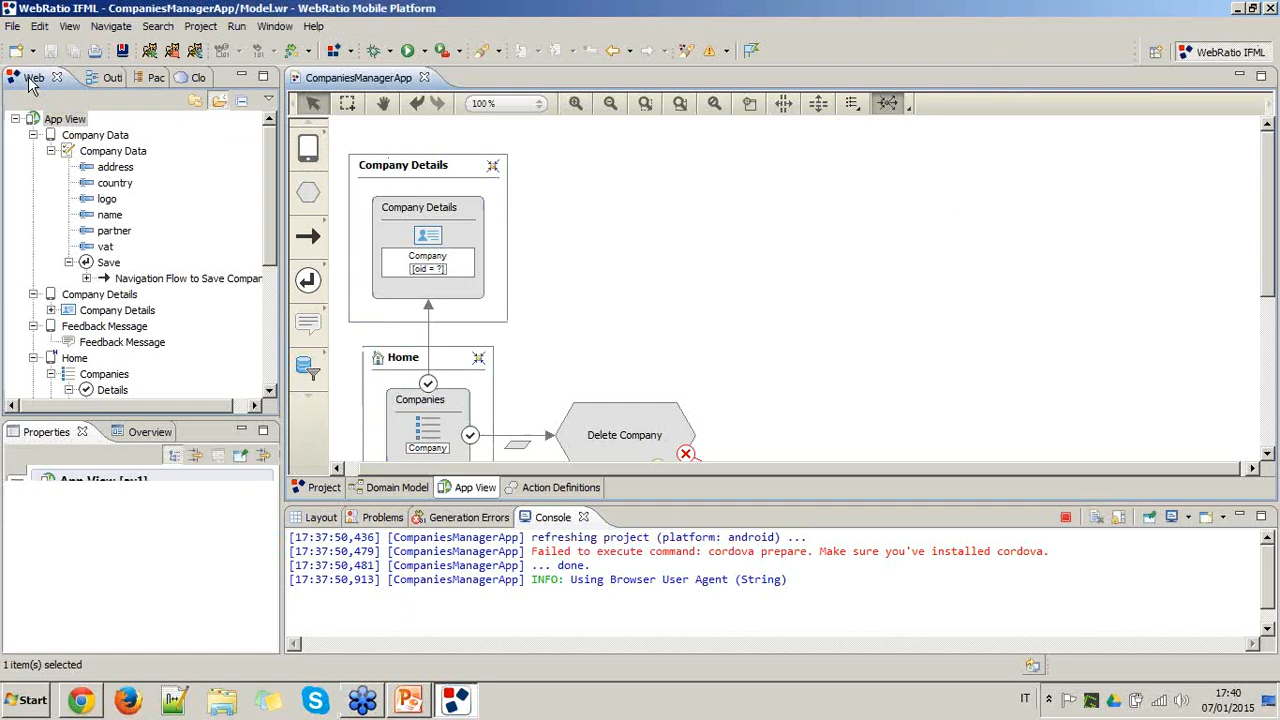 WebRatio IFML - CompaniesManagerApp/Model.wr - WebRatio Mobile Platform
File Edit View Navigate Search Project Run Window Help
WebRatio IFML
Web Outl Pac Clo
CompaniesManagerApp
100 %
App View
Company Data
Company Data
address
country
logo
name
partner
vat
Save
Navigation Flow to Save Compar
Company Details
Company Details
Feedback Message
Feedback Message
Home
Companies
Details
Company Details
Company Details
Company
[oid = ?]
Home
Companies
Company
Delete Company
Project Domain Model App View Action Definitions
Properties Overview
App View [av1]
Layout Problems Generation Errors Console
[17:37:50,436] [CompaniesManagerApp] refreshing project (platform: android) ...
[17:37:50,479] [CompaniesManagerApp] Failed to execute command: cordova prepare. Make sure you've installed cordova.
[17:37:50,481] [CompaniesManagerApp] ... done.
[17:37:50,913] [CompaniesManagerApp] INFO: Using Browser User Agent (String)
1 item(s) selected
Start
IT
17:40
07/01/2015